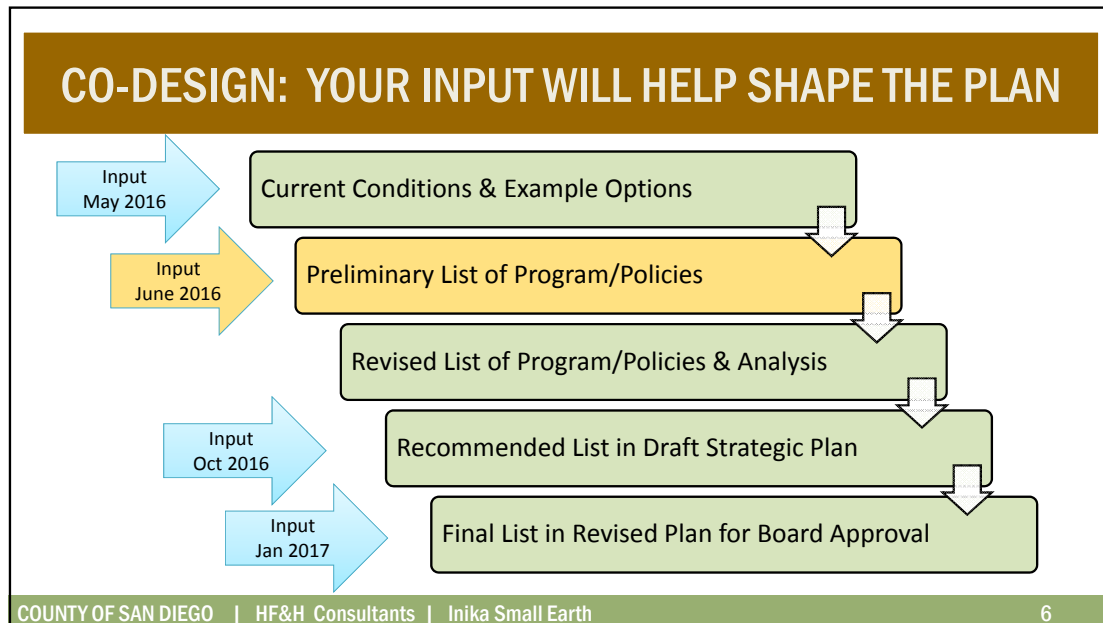 CO-DESIGN: YOUR INPUT WILL HELP SHAPE THE PLAN
Input
May 2016
Current Conditions & Example Options
Input
June 2016
Preliminary List of Program/Policies
Revised List of Program/Policies & Analysis
Input
Oct 2016
Recommended List in Draft Strategic Plan
Input
Jan 2017
Final List in Revised Plan for Board Approval
COUNTY OF SAN DIEGO | HF&H Consultants | Inika Small Earth 6